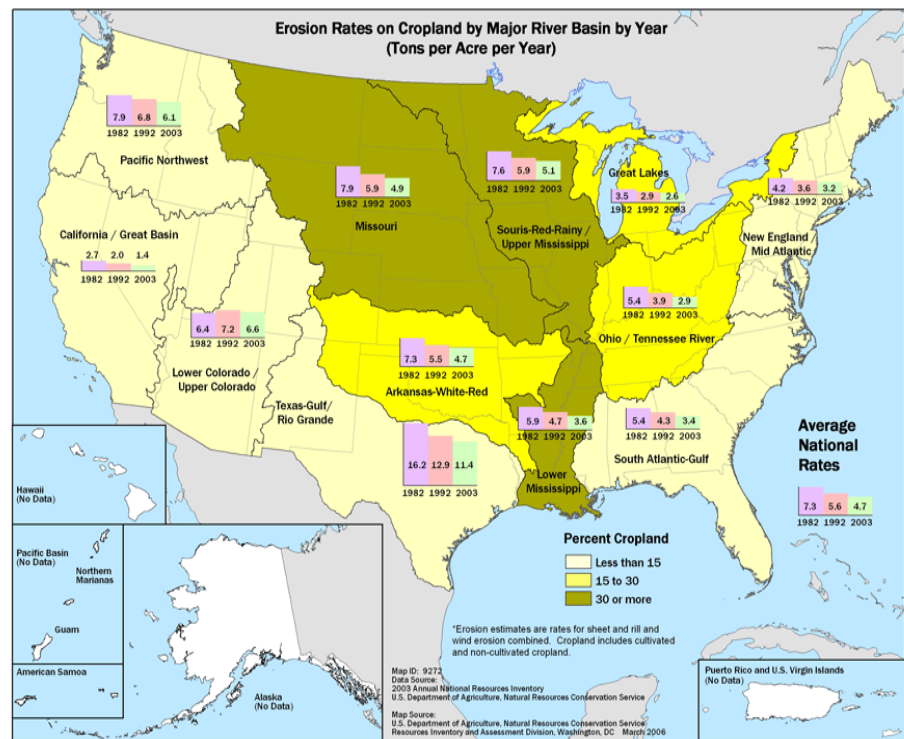 Erosion Rates on Cropland by Major River Basin by Year
(Tons per Acre per Year)
7.9 6.8 6.1
1982 1992 2003
Pacific Northwest
7.9 5.9 4.9
1982 1992 2003
Missouri
7.6 5.9 5.1
1982 1992 2003
Souris-Red-Rainy /
Upper Mississippi
Great Lakes
3.5 2.9 2.6
1982 1992 2003
4.2 3.6 3.2
1982 1992 2003
New England /
Mid Atlantic
California / Great Basin
2.7 2.0 1.4
1982 1992 2003
6.4 7.2 6.6
1982 1992 2003
Lower Colorado /
Upper Colorado
5.4 3.9 2.9
1982 1992 2003
Ohio / Tennessee River
7.3 5.5 4.7
1982 1992 2003
Arkansas-White-Red
Texas-Gulf/
Rio Grande
16.2 12.9 11.4
1982 1992 2003
5.9 4.7 3.6
1982 1992 2003
Lower
Mississippi
5.4 4.3 3.4
1982 1992 2003
South Atlantic-Gulf
Average
National
Rates
7.3 5.6 4.7
1982 1992 2003
Hawaii
(No Data)
Pacific Basin
(No Data)
Northern
Marianas
Guam
American Samoa
Alaska
(No Data)
Percent Cropland
Less than 15
15 to 30
30 or more
*Erosion estimates are rates for sheet and rill and
wind erosion combined. Cropland includes cultivated
and non-cultivated cropland.
Map ID: 9272
Data Source:
2003 Annual National Resources Inventory
U.S. Department of Agriculture, Natural Resources Conservation Service
Map Source:
U.S. Department of Agriculture, Natural Resources Conservation Service
Resources Inventory and Assessment Division, Washington, DC March 2006
Puerto Rico and U.S. Virgin Islands
(No Data)